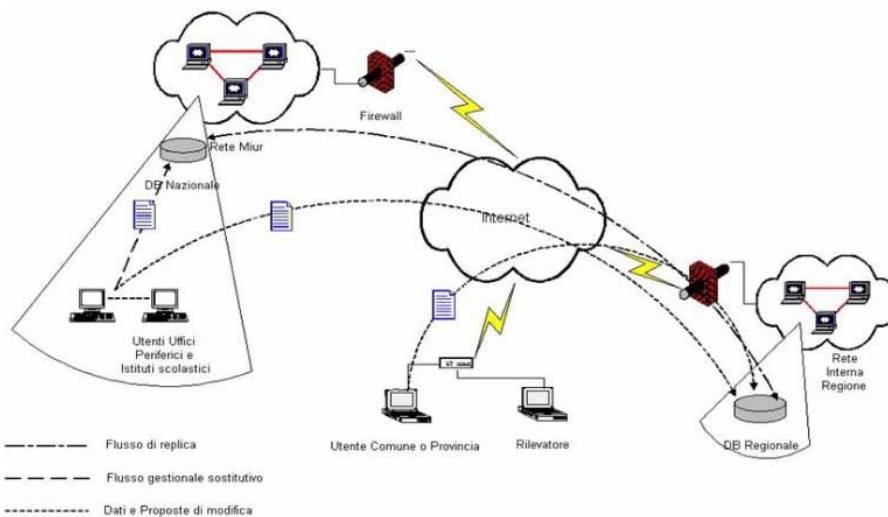 Firewall
Rete Miur
DB Nazionale
Internet
Utenti Uffici
Periferici e
Istituti scolastici
Rete
Interna
Regione
Utente Comune o Provincia
Rilevatore
DB Regionale
Flusso di replica
Flusso gestionale sostitutivo
Dati e Proposte di modifica